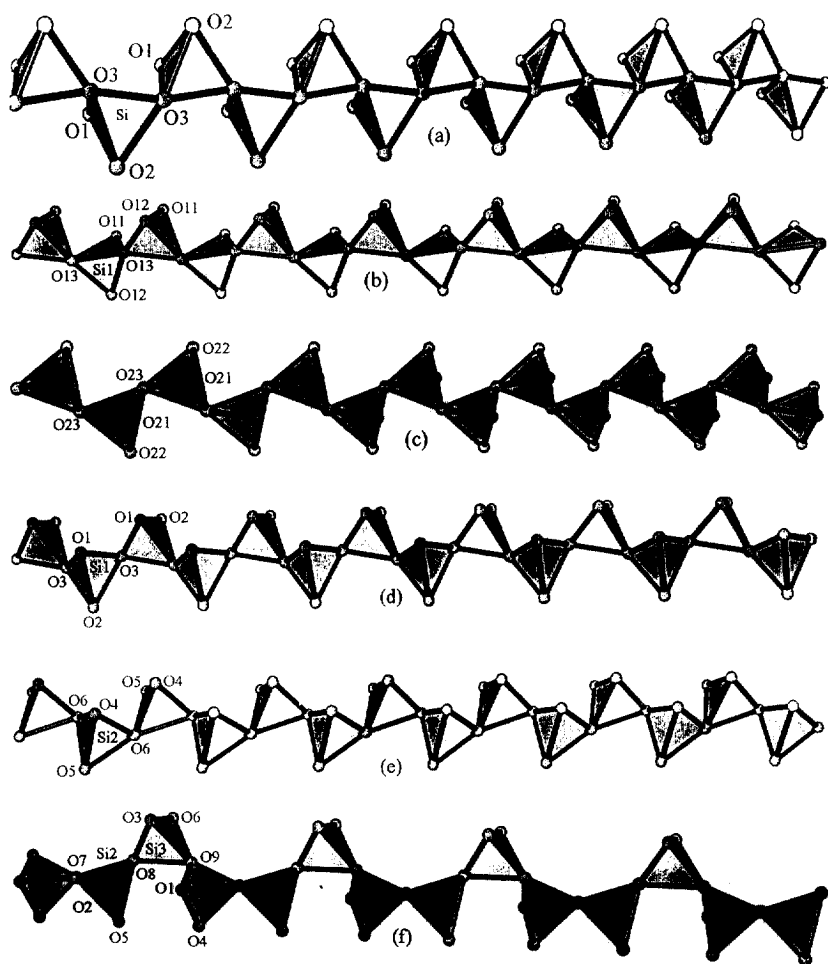 O2
O1
O3
Si
O3
O1
O2
(a)
O12
O11
O11
O13
Si1
O13
O12
(b)
O22
O23
O21
O23
O21
O22
(c)
O1
O2
O1
O3
Si1
O3
O2
(d)
O5
O4
O6
O4
Si2
O6
O5
(e)
O3
O6
Si2
Si3
O7
O8
O9
O2
O1
O5
O4
(f)